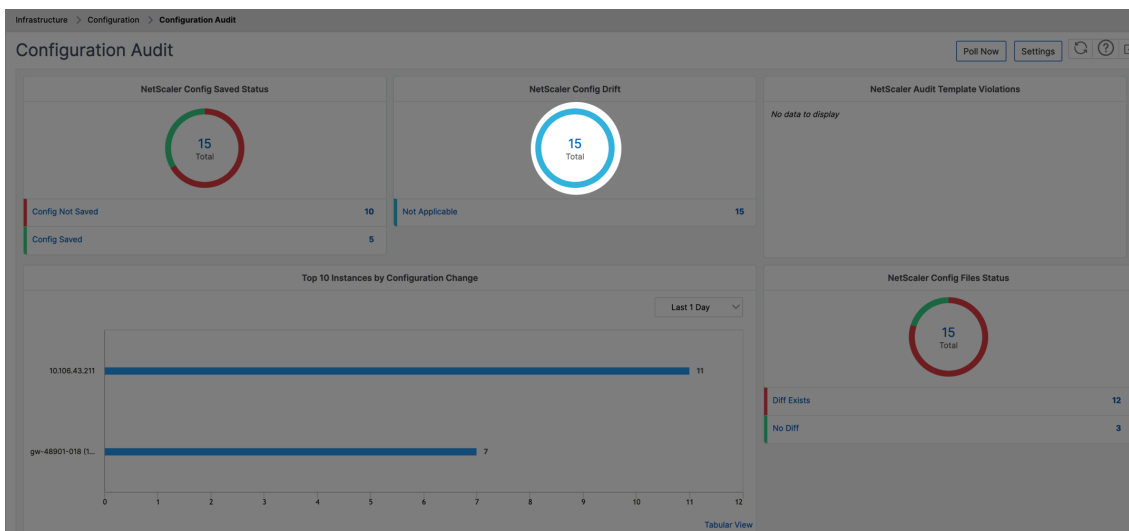 Infrastructure > Configuration > Configuration Audit
Configuration Audit
Poll Now
Settings
NetScaler Config Saved Status
15
Total
Config Not Saved 10
Config Saved 5
NetScaler Config Drift
15
Total
Not Applicable 15
NetScaler Audit Template Violations
No data to display
Top 10 Instances by Configuration Change
Last 1 Day
10.106.43.211 11
gw-48901-018 (1... 7
0 1 2 3 4 5 6 7 8 9 10 11 12
Tabular View
NetScaler Config Files Status
15
Total
Diff Exists 12
No Diff 3